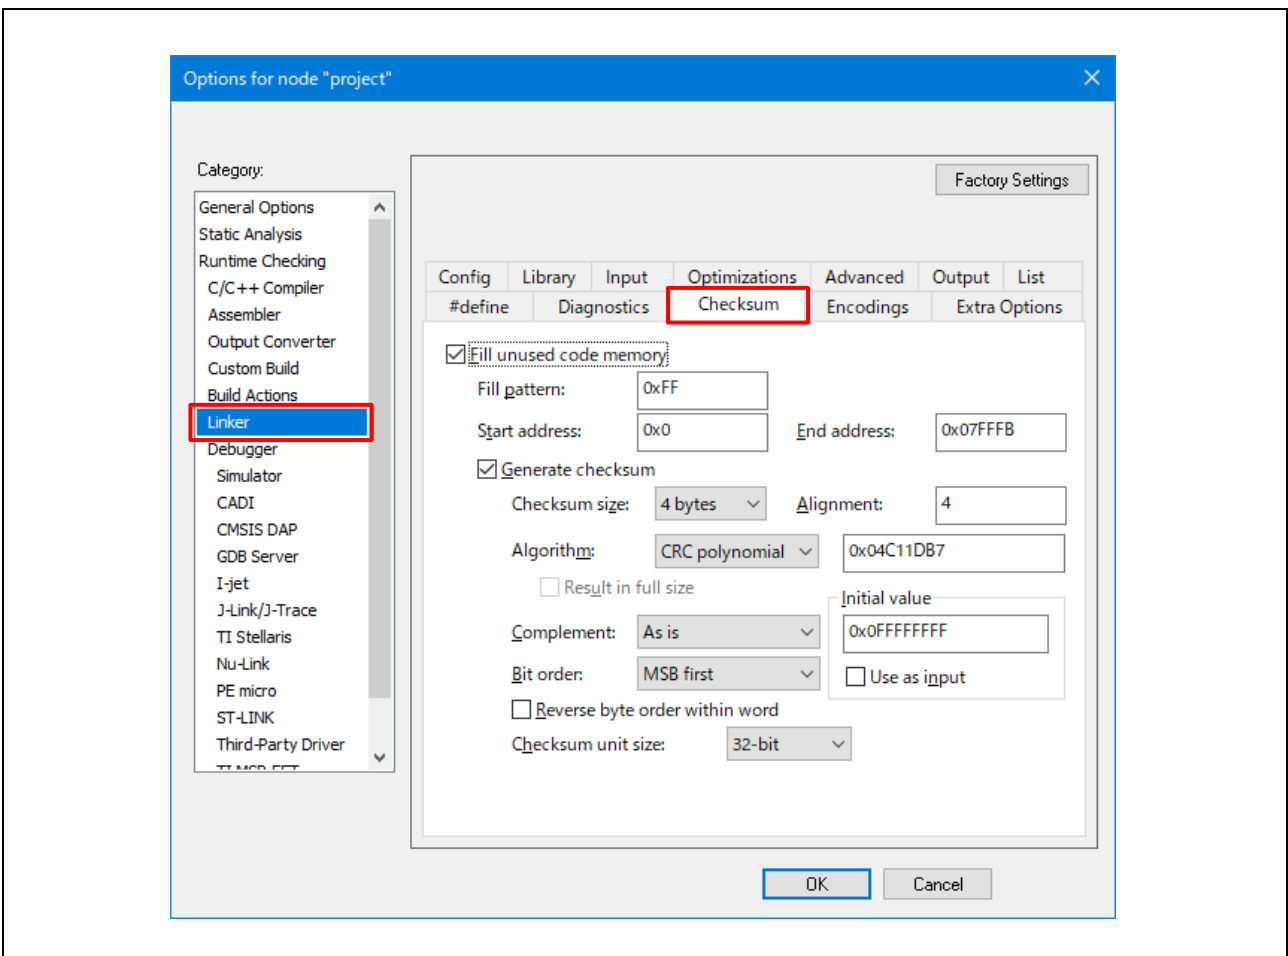 Options for node "project"
Category:
General Options
Static Analysis
Runtime Checking
C/C++ Compiler
Assembler
Output Converter
Custom Build
Build Actions
Linker
Debugger
Simulator
CADI
CMSIS DAP
GDB Server
I-jet
J-Link/J-Trace
TI Stellaris
Nu-Link
PE micro
ST-LINK
Third-Party Driver
TI MSP-FET
Factory Settings
Config Library Input Optimizations Advanced Output List
#define Diagnostics Checksum Encodings Extra Options
Fill unused code memory
Fill pattern: 0xFF
Start address: 0x0 End address: 0x07FFFB
Generate checksum
Checksum size: 4 bytes Alignment: 4
Algorithm: CRC polynomial 0x04C11DB7
Result in full size
Initial value
Complement: As is 0x0FFFFFFFF
Bit order: MSB first Use as input
Reverse byte order within word
Checksum unit size: 32-bit
OK Cancel